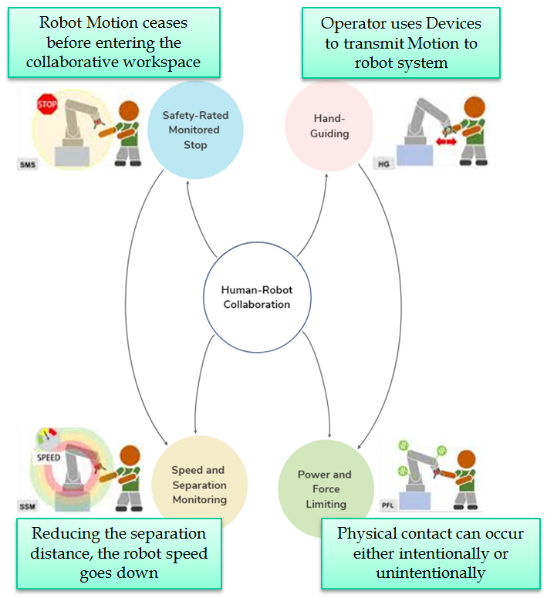 Robot Motion ceases
before entering the
collaborative workspace
Operator uses Devices
to transmit Motion to
robot system
STOP
SMS
Safety-Rated
Monitored
Stop
Hand-
Guiding
HG
Human-Robot
Collaboration
SPEED
SSM
Speed and
Separation
Monitoring
Power and
Force
Limiting
PFL
Reducing the separation
distance, the robot speed
goes down
Physical contact can occur
either intentionally or
unintentionally